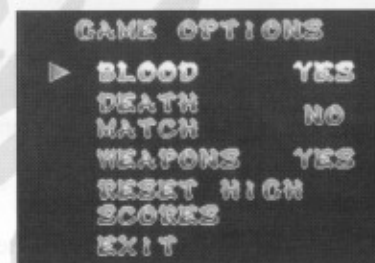 GAME OPTIONS
BLOOD YES
DEATH
MATCH NO
WEAPONS YES
RESET HIGH
SCORES
EXIT